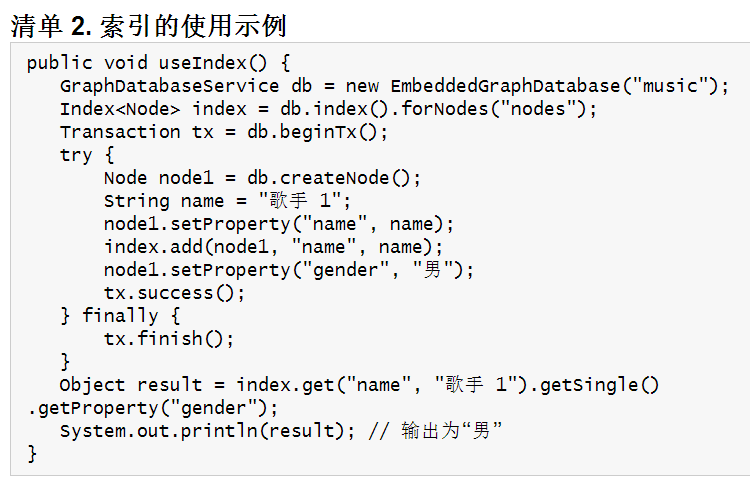 清单 2. 索引的使用示例
public void useIndex() {
   GraphDatabaseService db = new EmbeddedGraphDatabase("music");
   Index<Node> index = db.index().forNodes("nodes");
   Transaction tx = db.beginTx();
   try {
       Node node1 = db.createNode();
       String name = "歌手 1";
       node1.setProperty("name", name);
       index.add(node1, "name", name);
       node1.setProperty("gender", "男");
       tx.success();
   } finally {
       tx.finish();
   }
   Object result = index.get("name", "歌手 1").getSingle()
.getProperty("gender");
   System.out.println(result); // 输出为“男”
}